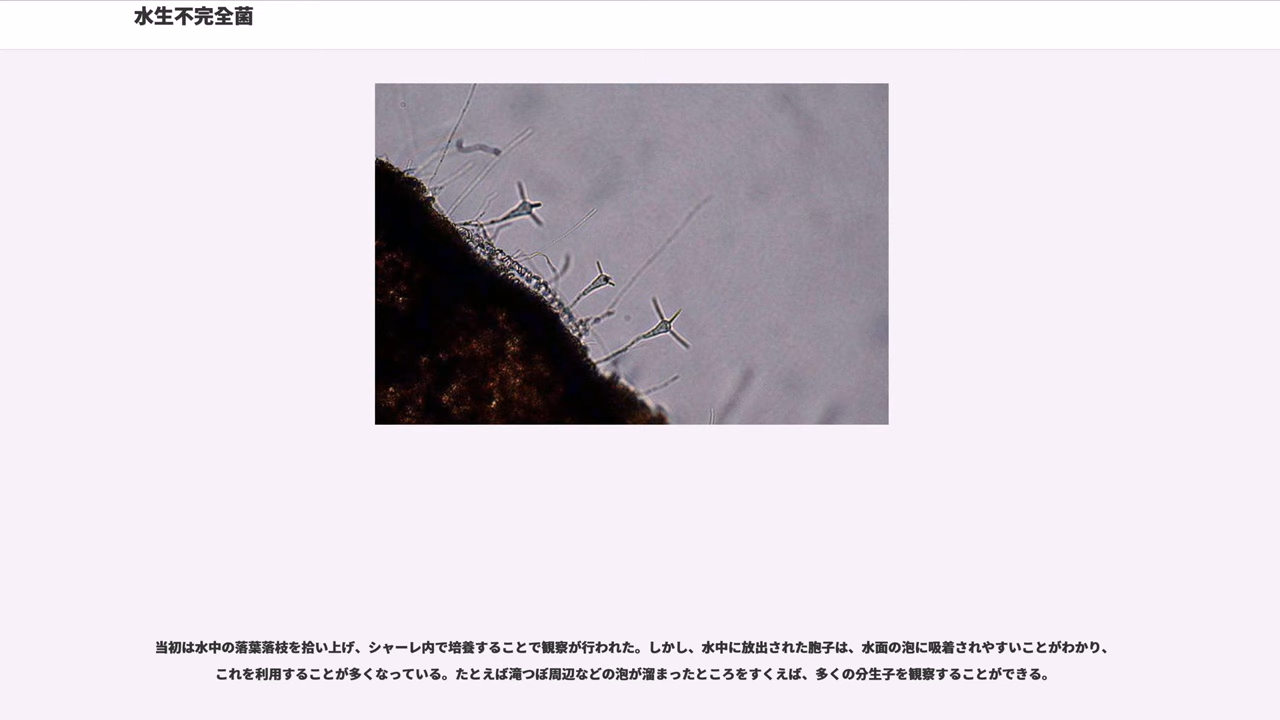 水生不完全菌
当初は水中の落葉落枝を拾い上げ、シャーレ内で培養することで観察が行われた。しかし、水中に放出された胞子は、水面の泡に吸着されやすいことがわかり、
これを利用することが多くなっている。たとえば滝つぼ周辺などの泡が溜まったところをすくえば、多くの分生子を観察することができる。